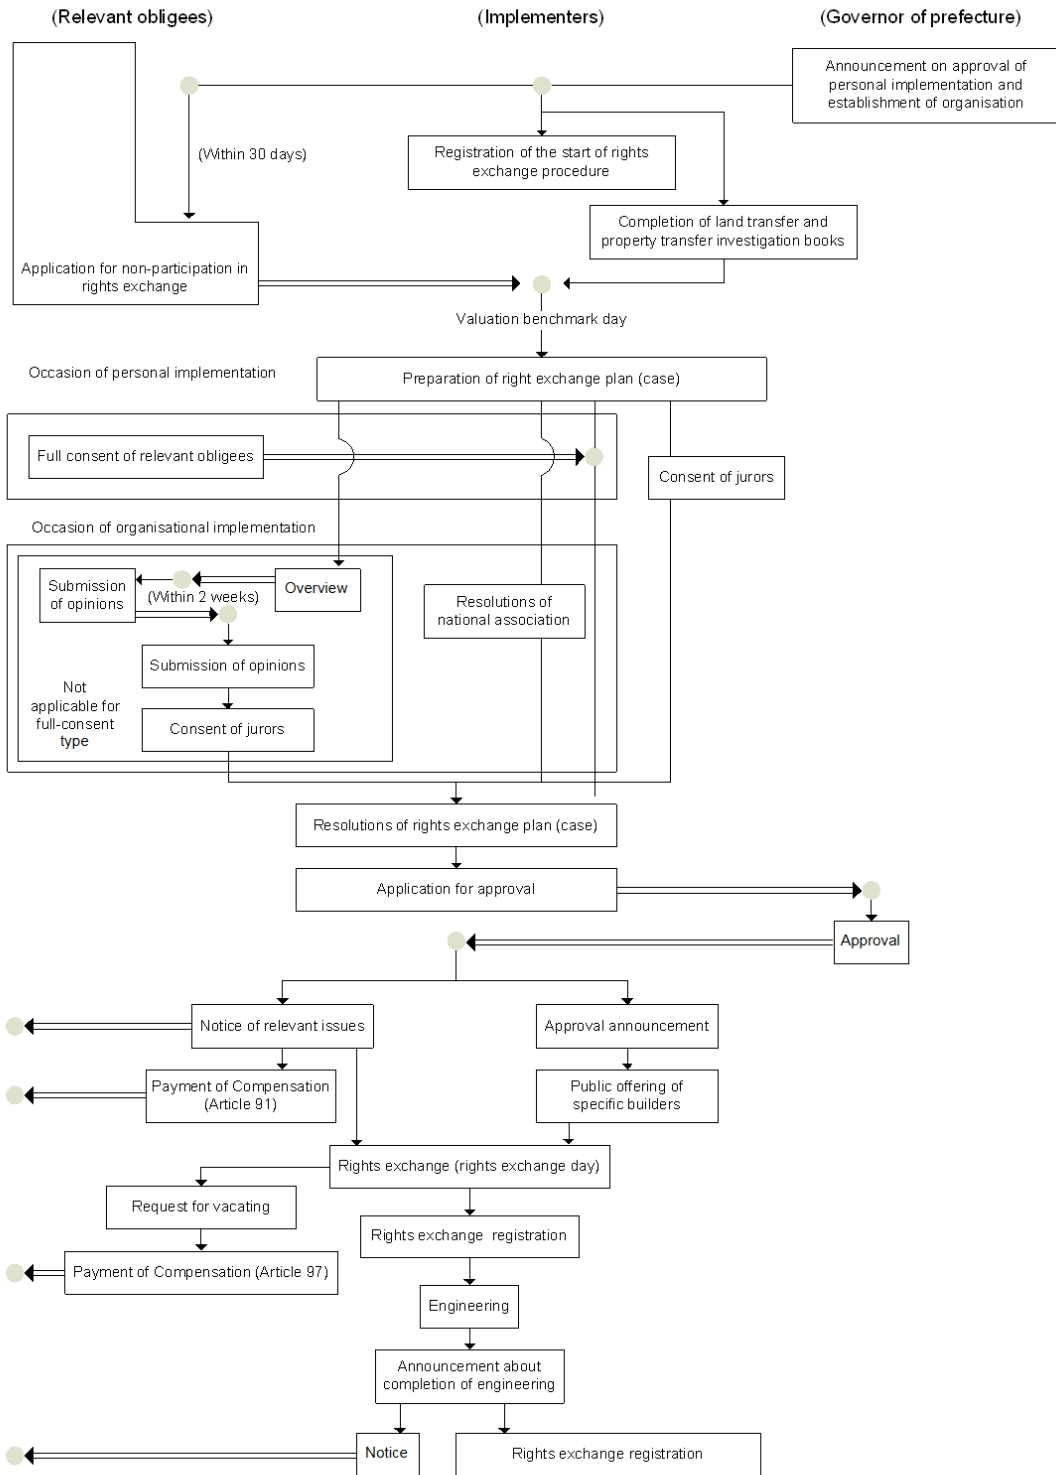 (Relevant obligees)
(Implementers)
(Governor of prefecture)
Announcement on approval of
personal implementation and
establishment of organisation
(Within 30 days)
Registration of the start of rights
exchange procedure
Completion of land transfer and
property transfer investigation books
Application for non-participation in
rights exchange
Valuation benchmark day
Occasion of personal implementation
Preparation of right exchange plan (case)
Full consent of relevant obligees
Consent of jurors
Occasion of organisational implementation
Submission
of opinions
(Within 2 weeks)
Overview
Resolutions of
national association
Submission of opinions
Not
applicable for
full-consent
type
Consent of jurors
Resolutions of rights exchange plan (case)
Application for approval
Approval
Notice of relevant issues
Approval announcement
Payment of Compensation
(Article 91)
Public offering of
specific builders
Rights exchange (rights exchange day)
Request for vacating
Rights exchange registration
Payment of Compensation (Article 97)
Engineering
Announcement about
completion of engineering
Notice
Rights exchange registration